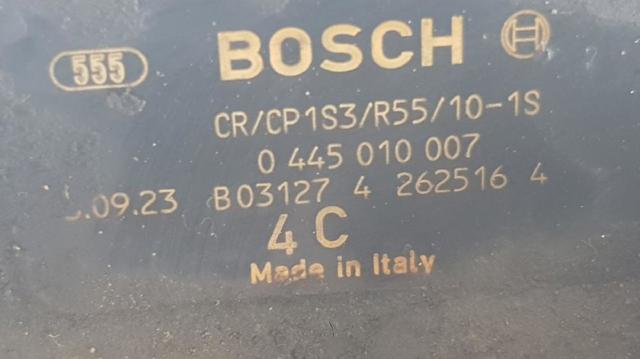 555 BOSCH
CR/CP1S3/R55/10-1S
0 445 010 007
.09.23 B03127 4 262516 4
4 C
Made in Italy